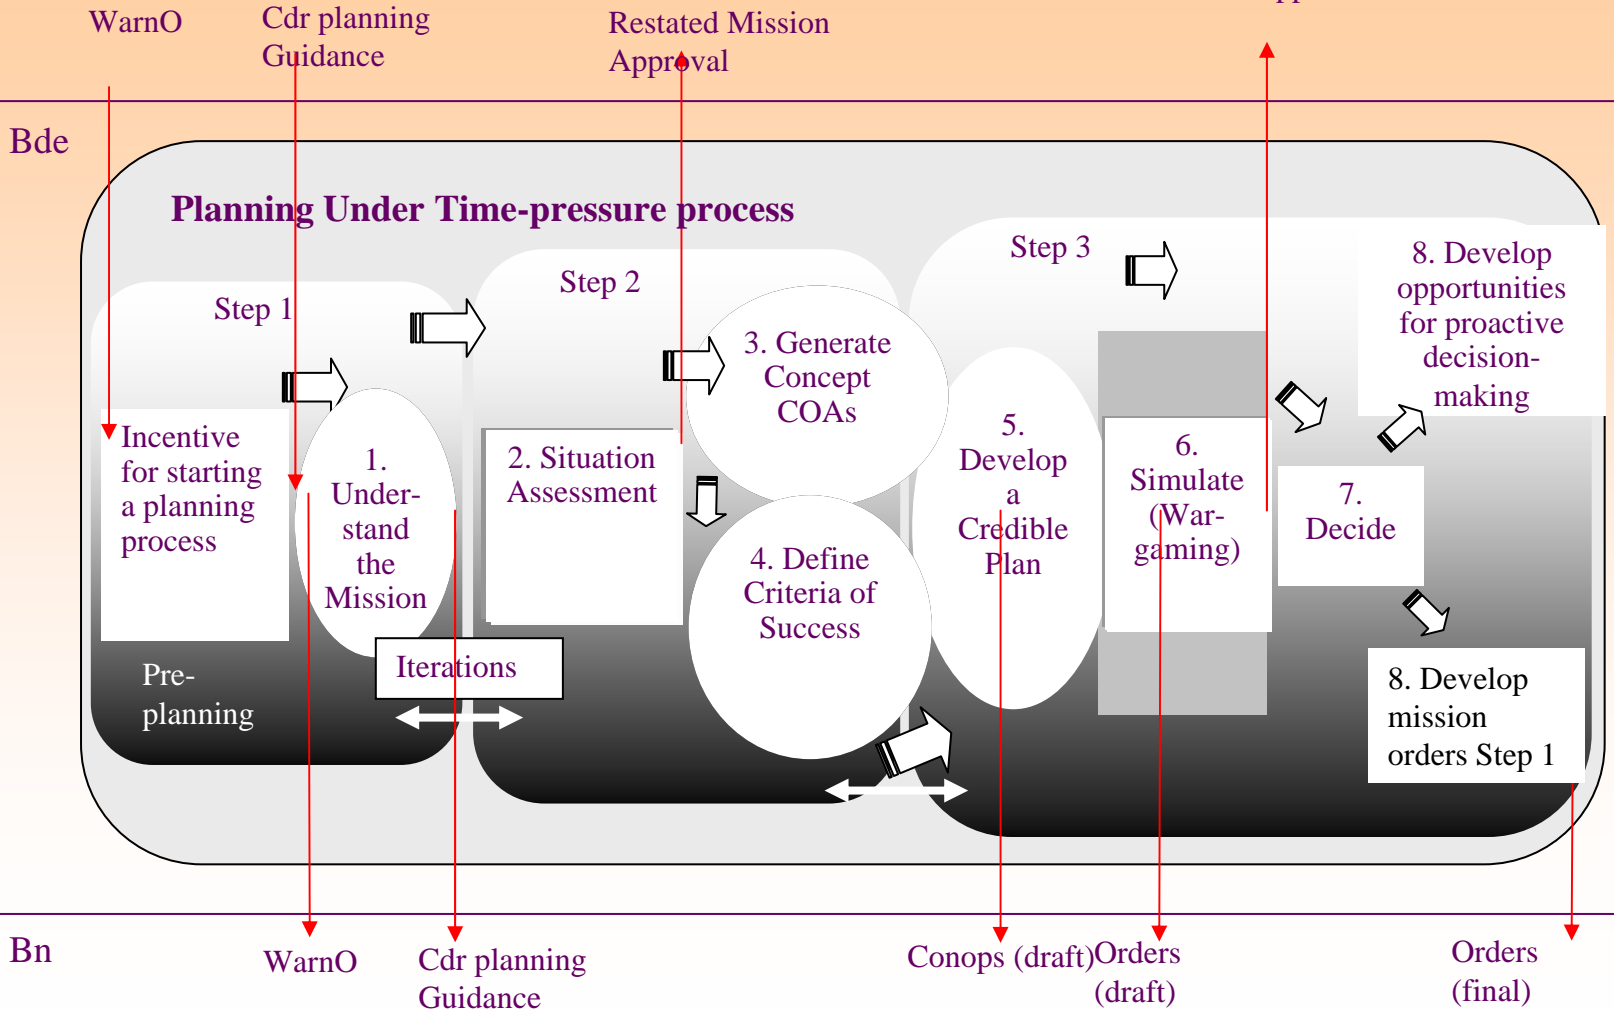 WarnO
Cdr planning
Guidance
Restated Mission
Approval
Bde
Planning Under Time-pressure process
Step 1
Step 2
Step 3
Incentive
for starting
a planning
process
Pre-
planning
1.
Under-
stand
the
Mission
Iterations
2. Situation
Assessment
3. Generate
Concept
COAs
4. Define
Criteria of
Success
5.
Develop
a
Credible
Plan
6.
Simulate
(War-
gaming)
7.
Decide
8. Develop
opportunities
for proactive
decision-
making
8. Develop
mission
orders Step 1
Bn
WarnO
Cdr planning
Guidance
Conops (draft)
Orders
(draft)
Orders
(final)